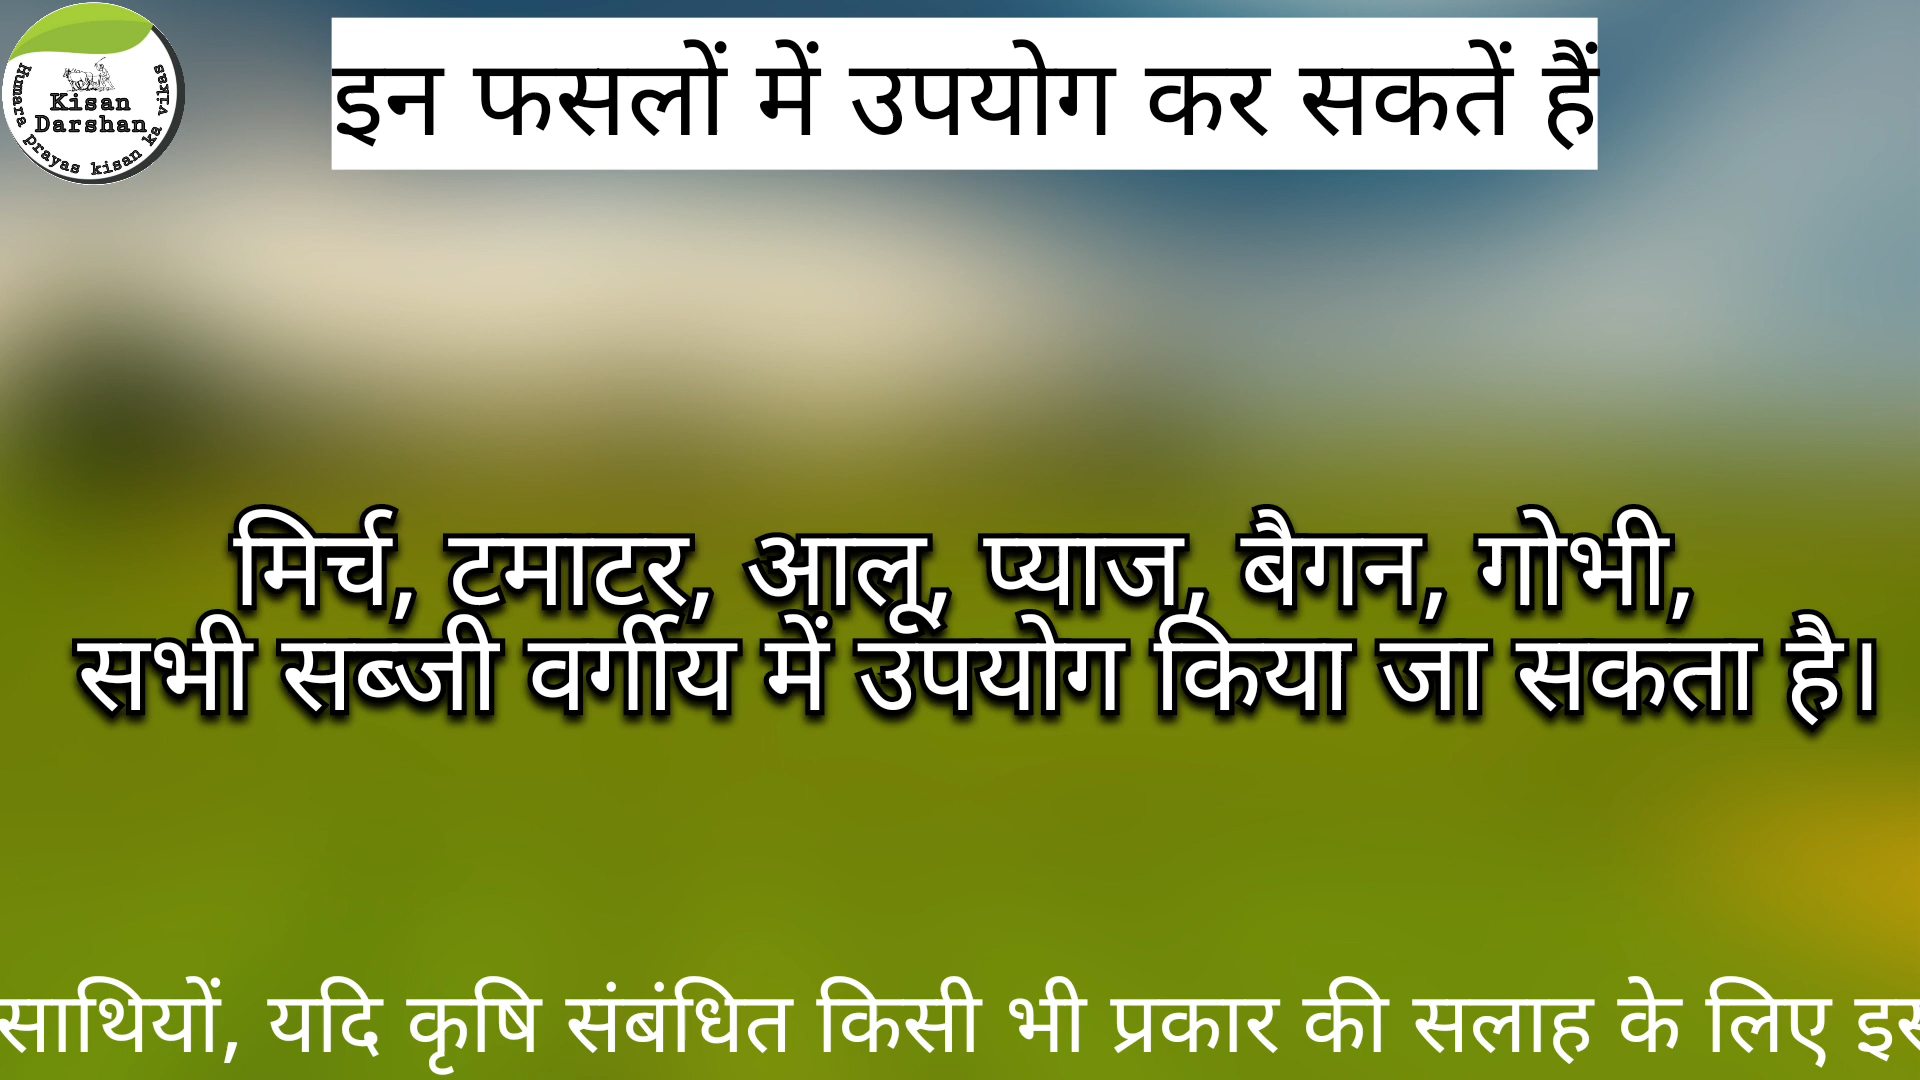 Kisan
Darshan
Humara prayas kisan ka vikas
इन फसलों में उपयोग कर सकतें हैं
मिर्च, टमाटर, आलू, प्याज, बैगन, गोभी,
सभी सब्जी वर्गीय में उपयोग किया जा सकता है।
साथियों, यदि कृषि संबंधित किसी भी प्रकार की सलाह के लिए